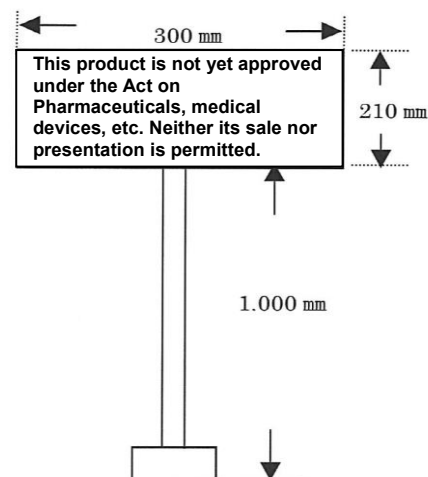 300 mm
This product is not yet approved
under the Act on
Pharmaceuticals, medical
devices, etc. Neither its sale nor
presentation is permitted.
210 mm
1.000 mm